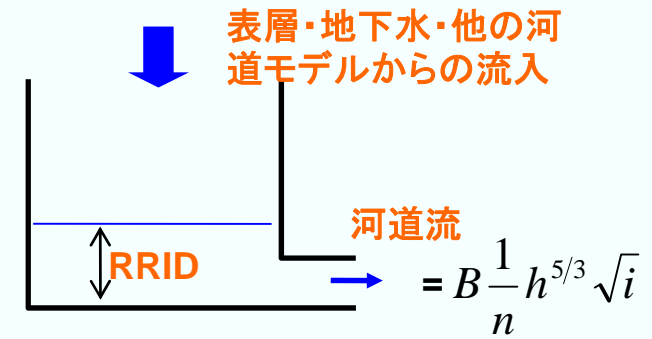 表層・地下水・他の河
道モデルからの流入
河道流
RRID
= B 1/n h^{5/3} √i